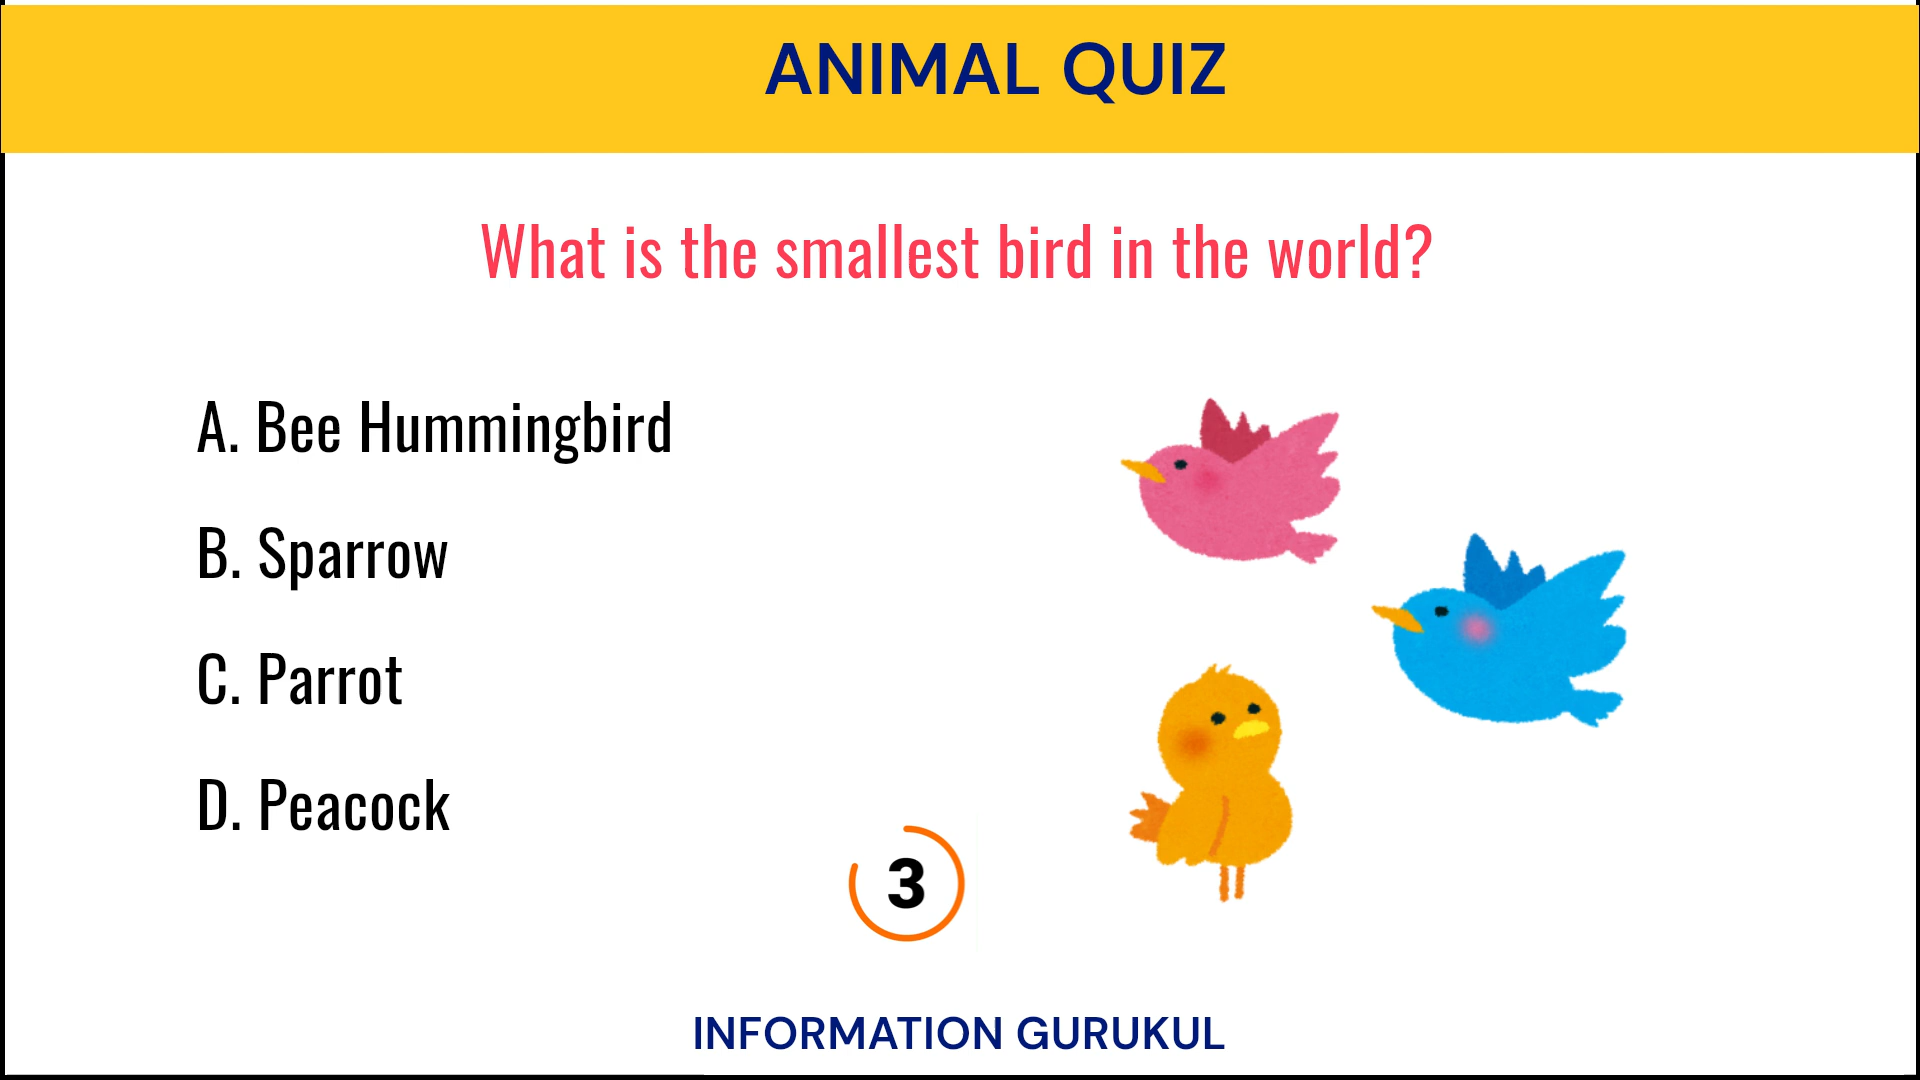 ANIMAL QUIZ
What is the smallest bird in the world?
A. Bee Hummingbird
B. Sparrow
C. Parrot
D. Peacock
3
INFORMATION GURUKUL